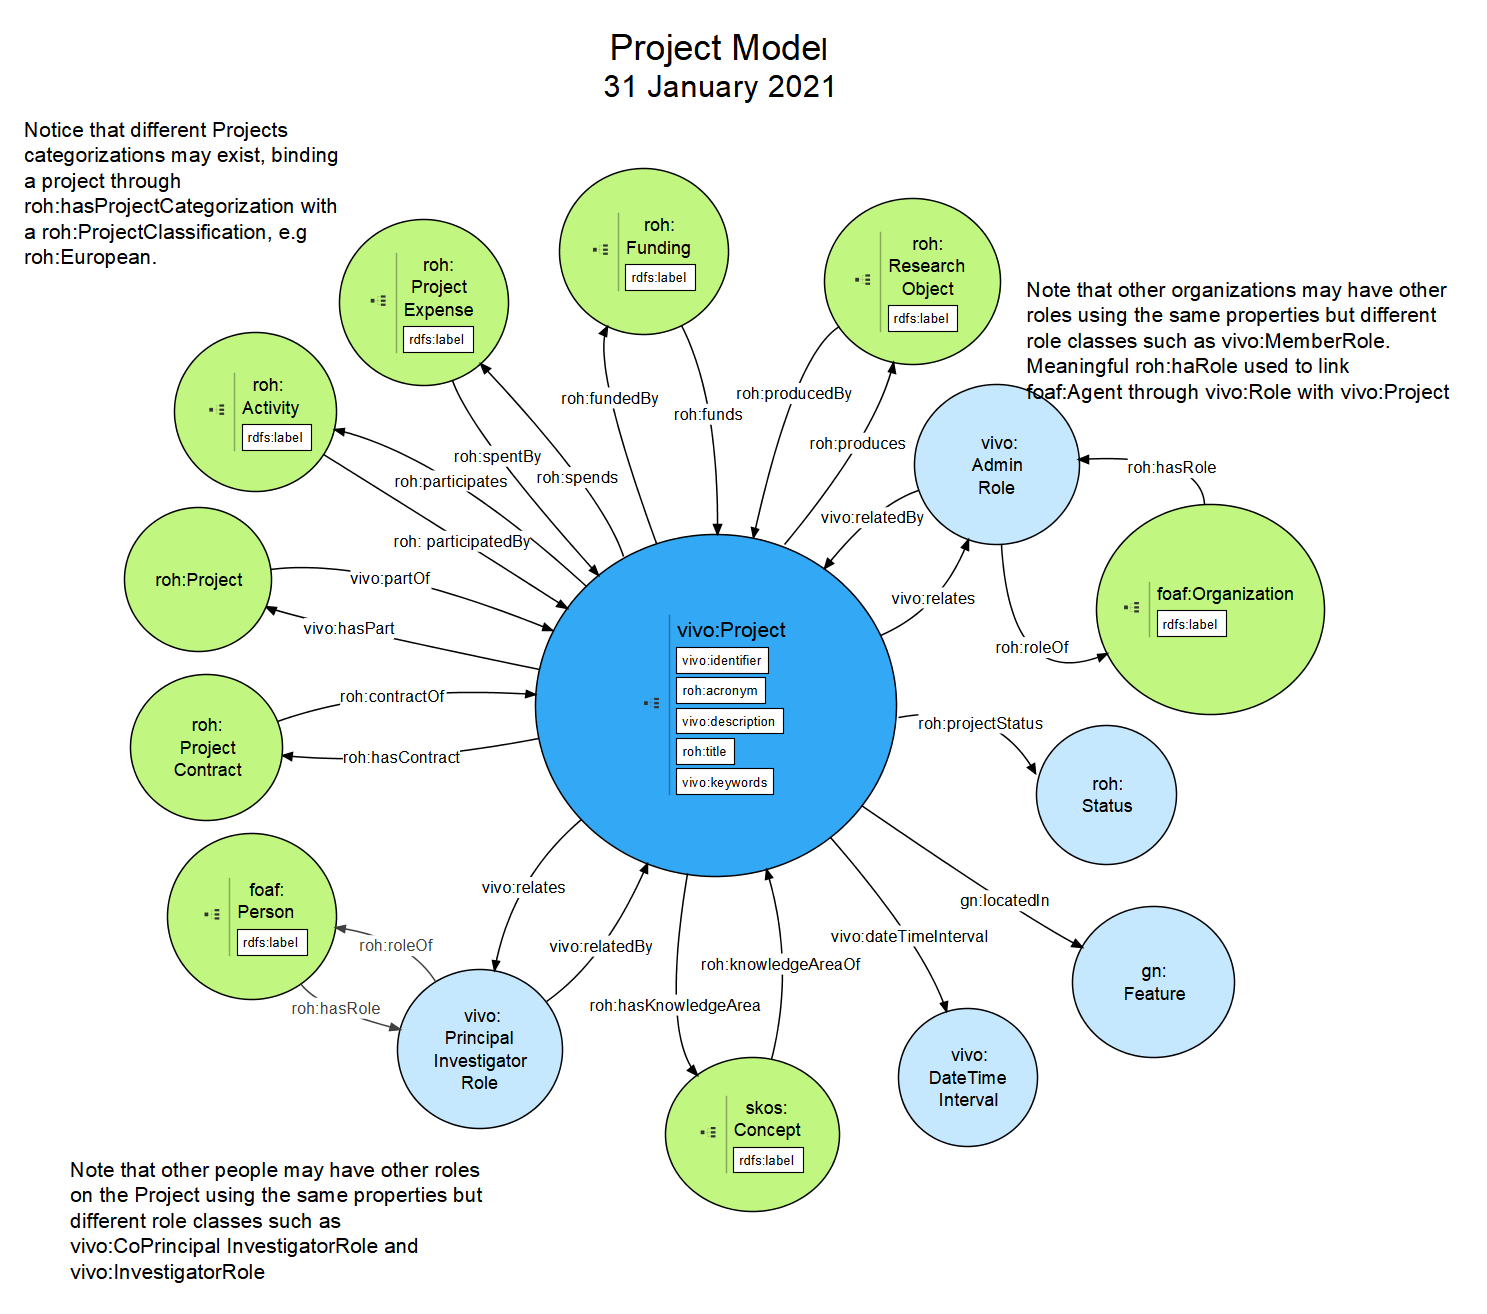 Project Model
31 January 2021
Notice that different Projects
categorizations may exist, binding
a project through
roh:hasProjectCategorization with
a roh:ProjectClassification, e.g
roh:European.
roh:
Funding
rdfs:label
roh:
Research
Object
rdfs:label
roh:
Project
Expense
rdfs:label
Note that other organizations may have other
roles using the same properties but different
role classes such as vivo:MemberRole.
Meaningful roh:haRole used to link
foaf:Agent through vivo:Role with vivo:Project
roh:
Activity
rdfs:label
roh:fundedBy
roh:funds
roh:producedBy
roh:produces
roh:spentBy
roh:spends
roh:participates
roh: participatedBy
vivo:
Admin
Role
roh:hasRole
vivo:relatedBy
vivo:relates
roh:roleOf
foaf:Organization
rdfs:label
roh:Project
vivo:partOf
vivo:hasPart
vivo:Project
vivo:identifier
roh:acronym
vivo:description
roh:title
vivo:keywords
roh:
Project
Contract
roh:contractOf
roh:hasContract
roh:projectStatus
roh:
Status
foaf:
Person
rdfs:label
roh:roleOf
roh:hasRole
vivo:relates
vivo:relatedBy
vivo:
Principal
Investigator
Role
roh:hasKnowledgeArea
roh:knowledgeAreaOf
skos:
Concept
rdfs:label
vivo:dateTimeInterval
vivo:
DateTime
Interval
gn:locatedIn
gn:
Feature
Note that other people may have other roles
on the Project using the same properties but
different role classes such as
vivo:CoPrincipal InvestigatorRole and
vivo:InvestigatorRole